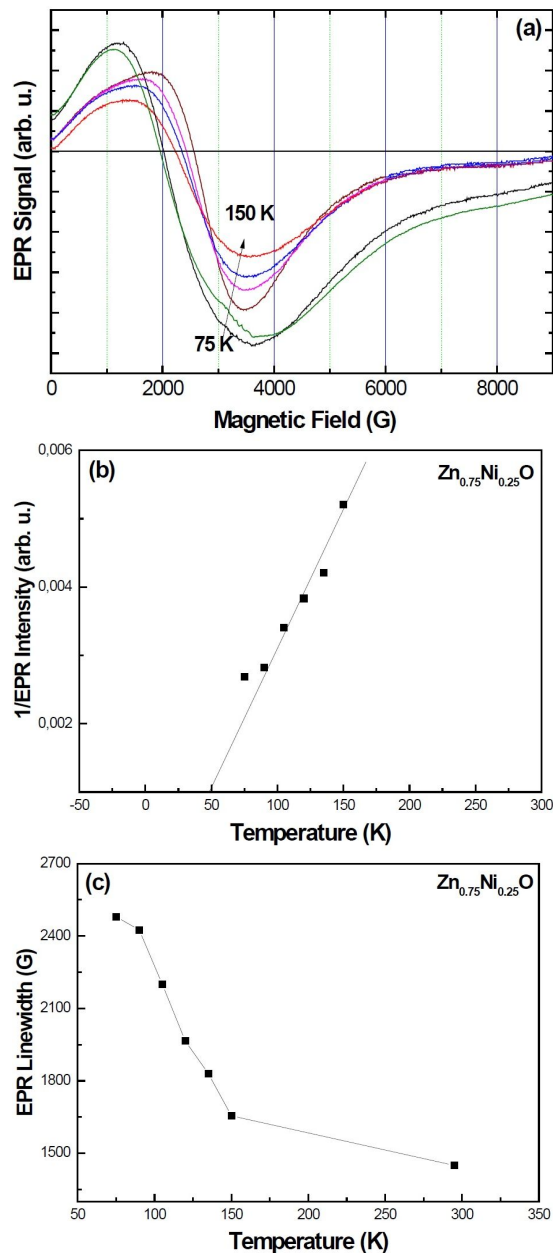 (a)
EPR Signal (arb. u.)
150 K
75 K
0 2000 4000 6000 8000
Magnetic Field (G)
(b)
Zn0.75Ni0.25O
1/EPR Intensity (arb. u.)
0,006
0,004
0,002
-50 0 50 100 150 200 250 300
Temperature (K)
(c)
Zn0.75Ni0.25O
EPR Linewidth (G)
2700
2400
2100
1800
1500
50 100 150 200 250 300 350
Temperature (K)